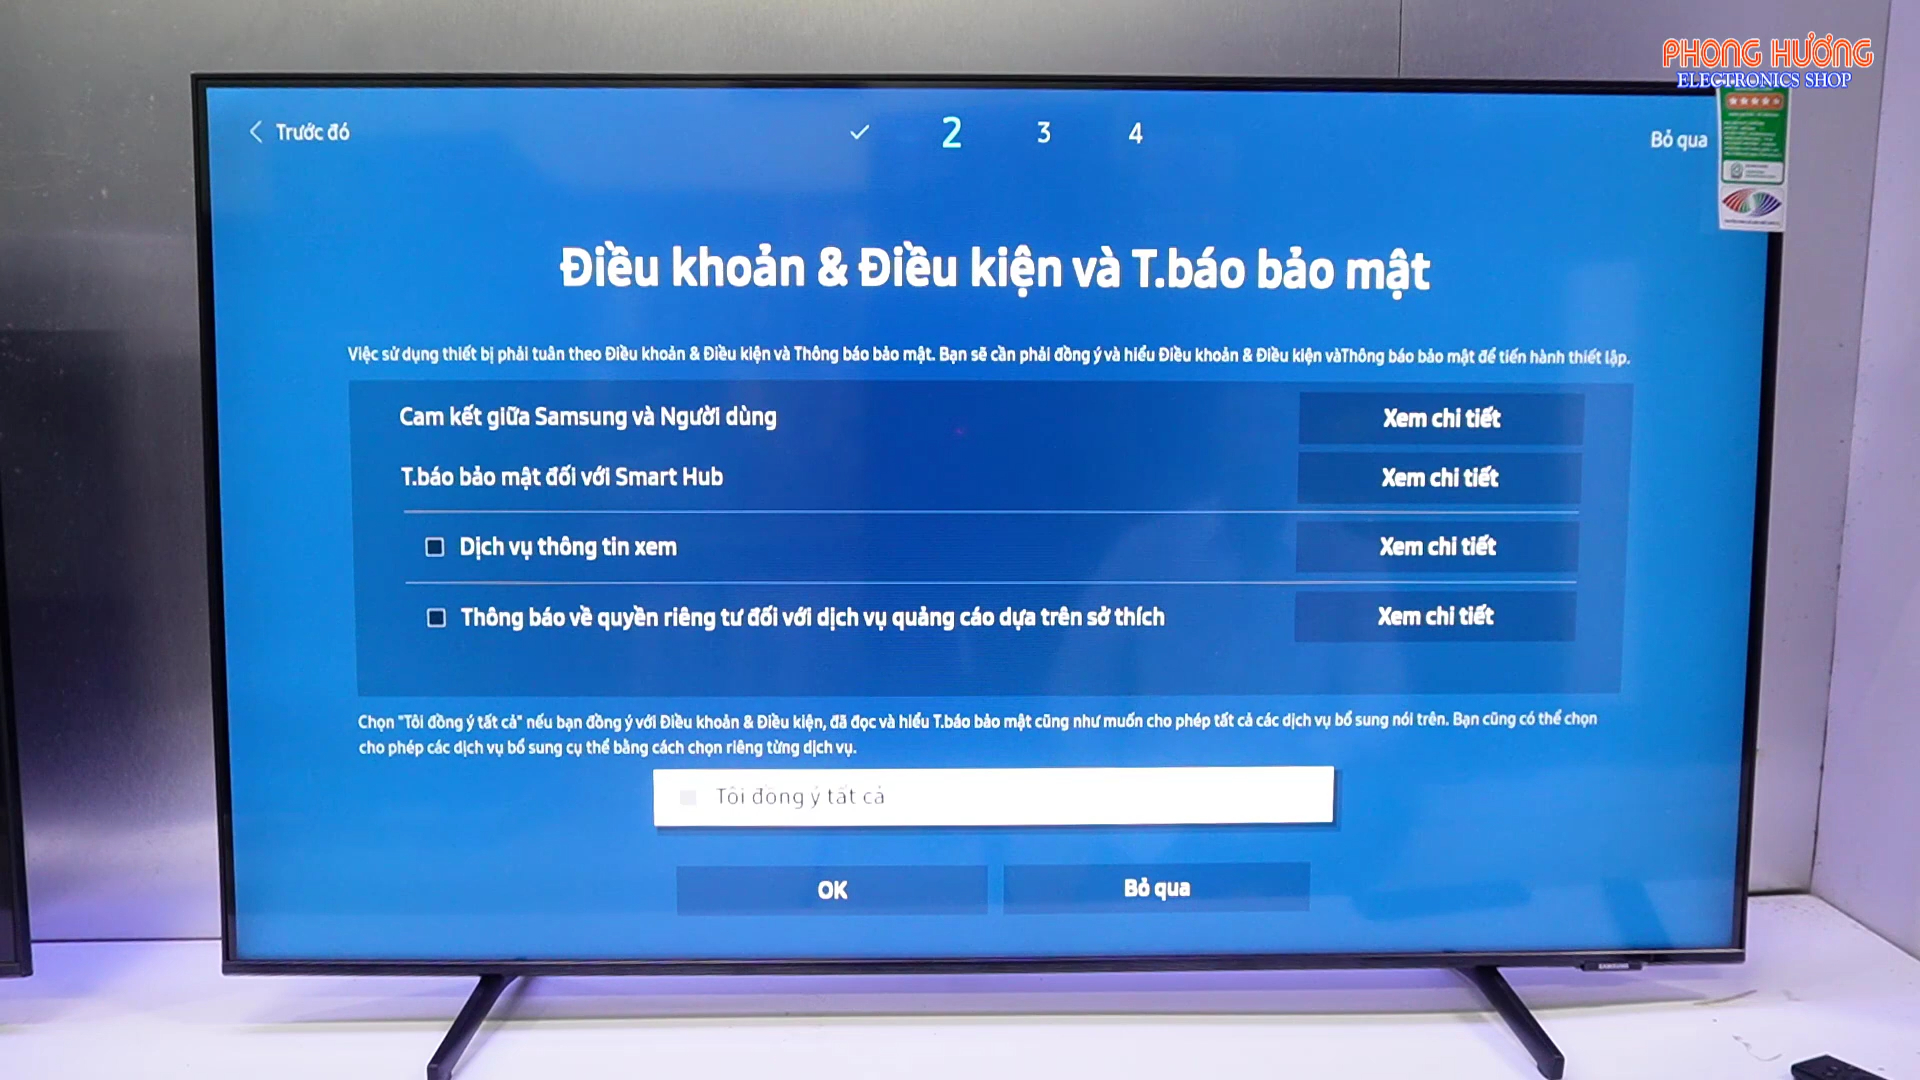 PHONG HƯƠNG
ELECTRONICS SHOP
Trước đó
2
3
4
Bỏ qua
Điều khoản & Điều kiện và T.báo bảo mật
Việc sử dụng thiết bị phải tuân theo Điều khoản & Điều kiện và Thông báo bảo mật. Bạn sẽ cần phải đồng ý và hiểu Điều khoản & Điều kiện vàThông báo bảo mật để tiến hành thiết lập.
Cam kết giữa Samsung và Người dùng
Xem chi tiết
T.báo bảo mật đối với Smart Hub
Xem chi tiết
Dịch vụ thông tin xem
Xem chi tiết
Thông báo về quyền riêng tư đối với dịch vụ quảng cáo dựa trên sở thích
Xem chi tiết
Chọn "Tôi đồng ý tất cả" nếu bạn đồng ý với Điều khoản & Điều kiện, đã đọc và hiểu T.báo bảo mật cũng như muốn cho phép tất cả các dịch vụ bổ sung nói trên. Bạn cũng có thể chọn
cho phép các dịch vụ bổ sung cụ thể bằng cách chọn riêng từng dịch vụ.
Tôi đồng ý tất cả
OK
Bỏ qua
SAMSUNG